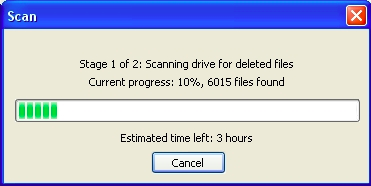 Scan
Stage 1 of 2: Scanning drive for deleted files
Current progress: 10%, 6015 files found
Estimated time left: 3 hours
Cancel